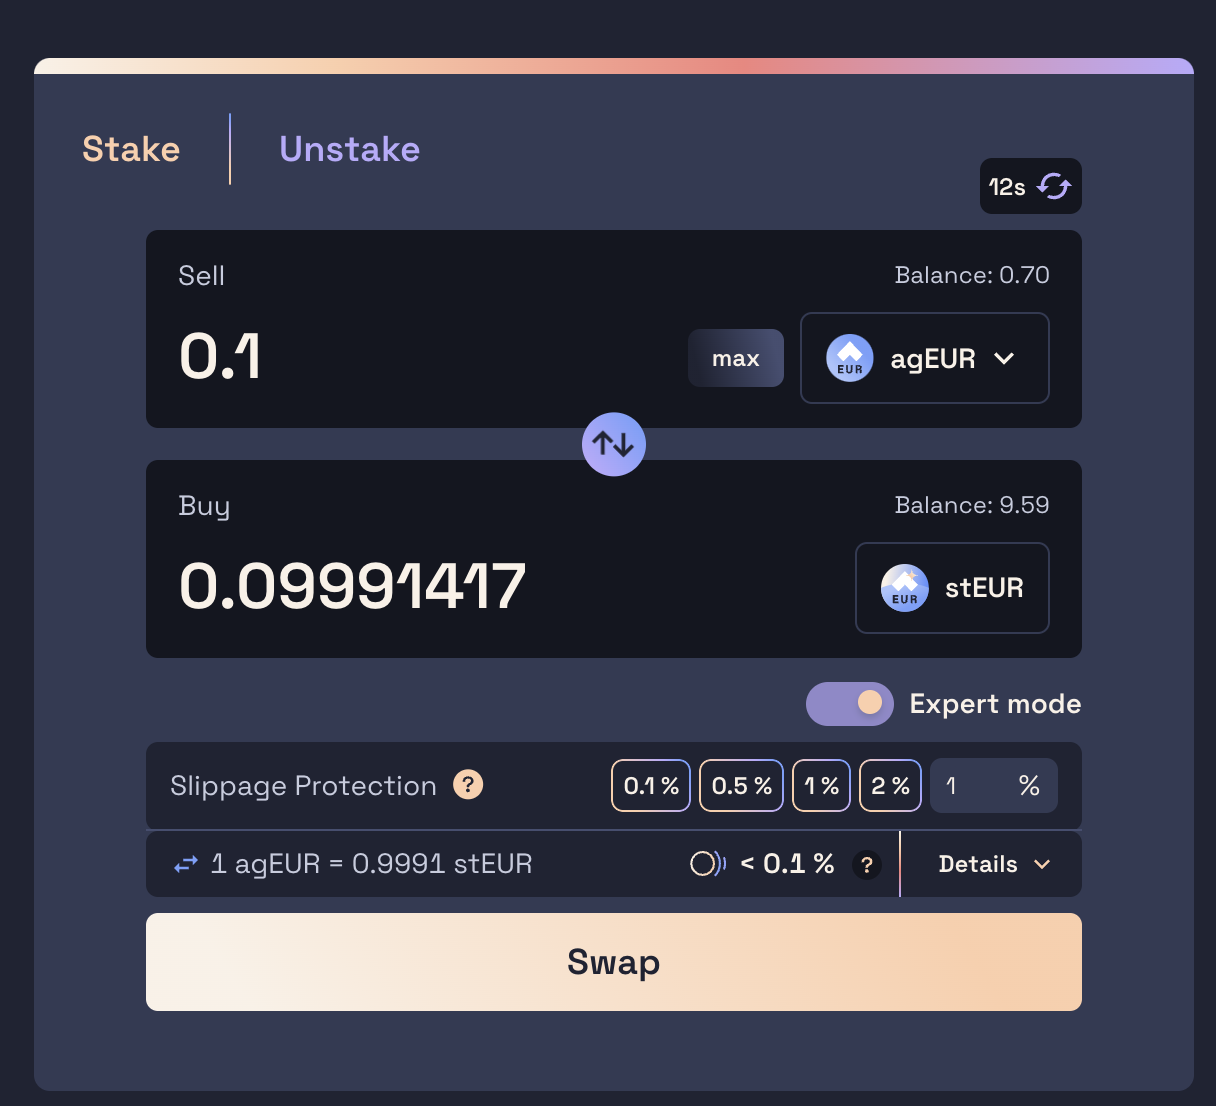 Stake
Unstake
12s
Sell
Balance: 0.70
0.1
max
EUR
agEUR
Buy
Balance: 9.59
0.09991417
EUR
stEUR
Expert mode
Slippage Protection ?
0.1 %
0.5 %
1 %
2 %
1 %
1 agEUR = 0.9991 stEUR
< 0.1 % ?
Details
Swap